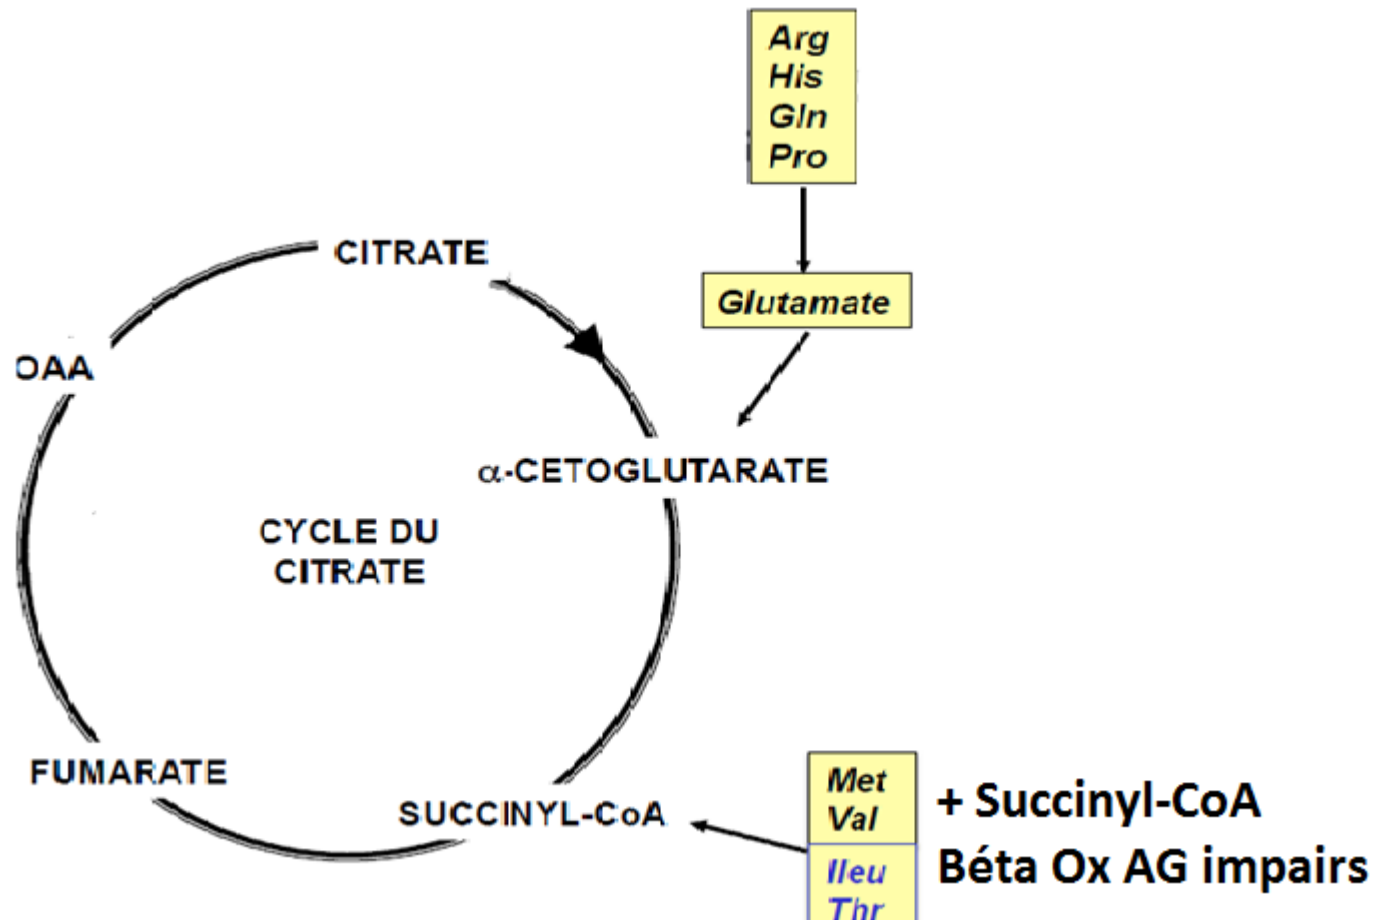 Arg
His
Gln
Pro
CITRATE
Glutamate
OAA
α-CETOGLUTARATE
CYCLE DU
CITRATE
FUMARATE
SUCCINYL-CoA
Met
Val
Ileu
Thr
+ Succinyl-CoA
Béta Ox AG impairs